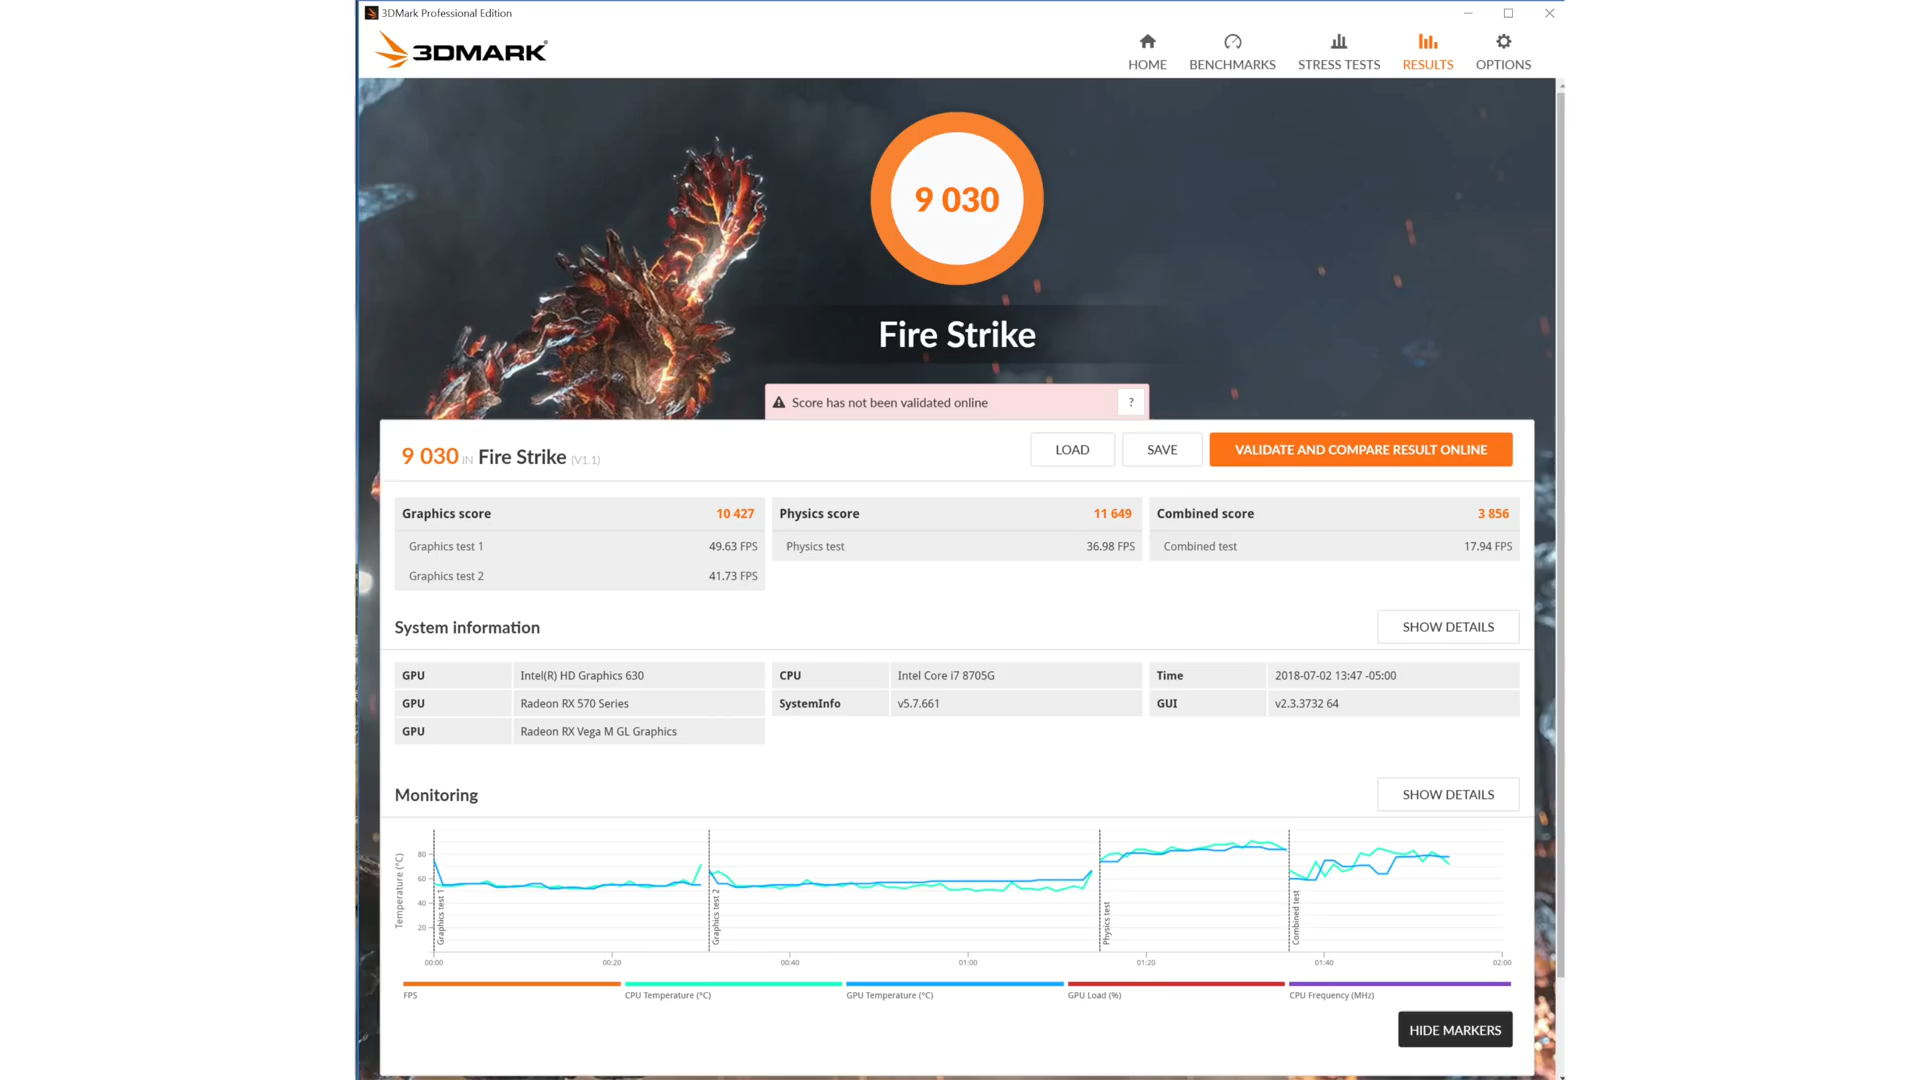 3DMark Professional Edition
3DMARK
HOME
BENCHMARKS
STRESS TESTS
RESULTS
OPTIONS
9 030
Fire Strike
Score has not been validated online
?
9 030 IN Fire Strike (V1.1)
LOAD
SAVE
VALIDATE AND COMPARE RESULT ONLINE
Graphics score 10 427
Graphics test 1 49.63 FPS
Graphics test 2 41.73 FPS
Physics score 11 649
Physics test 36.98 FPS
Combined score 3 856
Combined test 17.94 FPS
System information
SHOW DETAILS
GPU Intel(R) HD Graphics 630
GPU Radeon RX 570 Series
GPU Radeon RX Vega M GL Graphics
CPU Intel Core i7 8705G
SystemInfo v5.7.661
Time 2018-07-02 13:47 -05:00
GUI v2.3.3732 64
Monitoring
SHOW DETAILS
Temperature (°C)
80
60
40
20
Graphics test 1
Graphics test 2
Physics test
Combined test
00:00 00:20 00:40 01:00 01:20 01:40 02:00
FPS
CPU Temperature (°C)
GPU Temperature (°C)
GPU Load (%)
CPU Frequency (MHz)
HIDE MARKERS